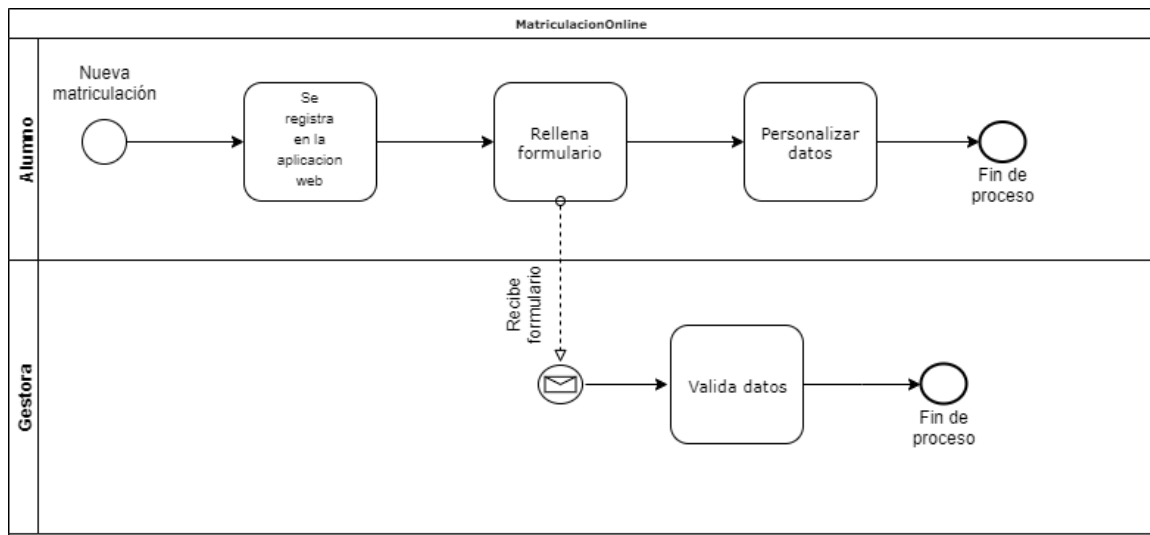 MatriculacionOnline
Alumno
Nueva
matriculación
Se
registra
en la
aplicacion
web
Rellena
formulario
Personalizar
datos
Fin de
proceso
Gestora
Recibe
formulario
Valida datos
Fin de
proceso